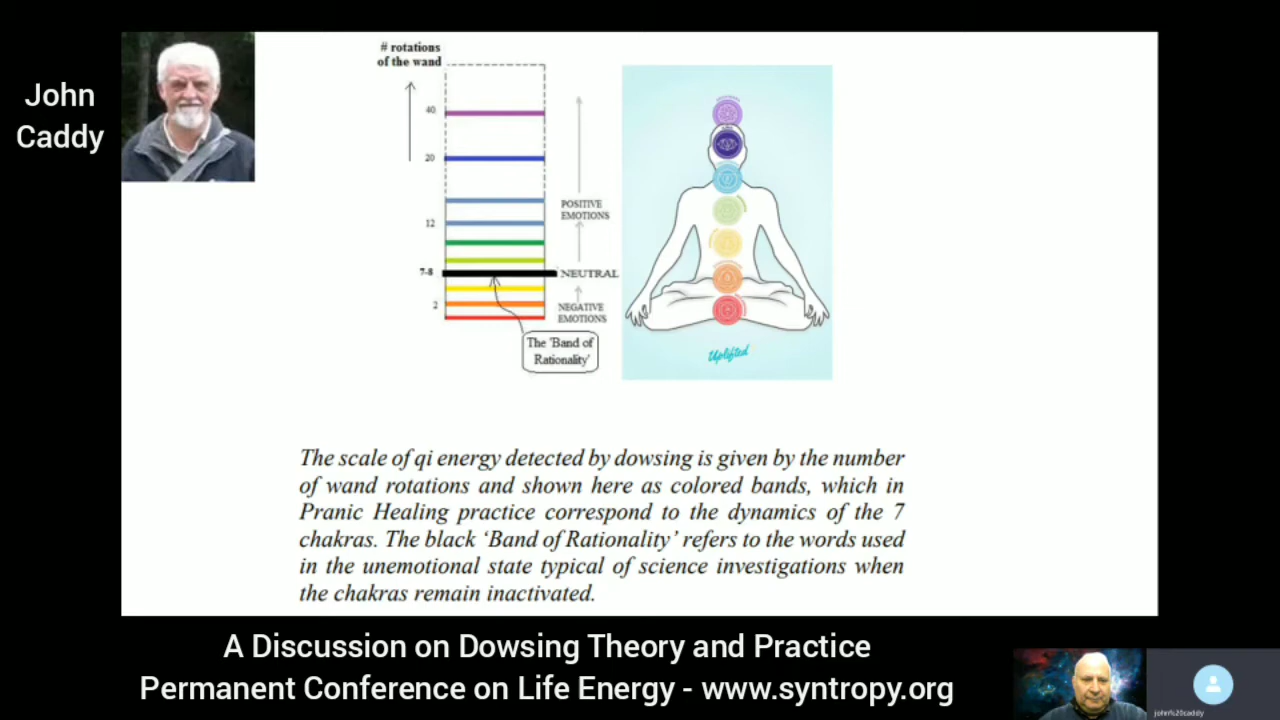 John
Caddy
# rotations
of the wand
40
20
12
7-8
2
POSITIVE
EMOTIONS
NEUTRAL
NEGATIVE
EMOTIONS
The 'Band of
Rationality'
Uplifted
The scale of qi energy detected by dowsing is given by the number
of wand rotations and shown here as colored bands, which in
Pranic Healing practice correspond to the dynamics of the 7
chakras. The black ‘Band of Rationality’ refers to the words used
in the unemotional state typical of science investigations when
the chakras remain inactivated.
A Discussion on Dowsing Theory and Practice
Permanent Conference on Life Energy - www.syntropy.org
john%20caddy